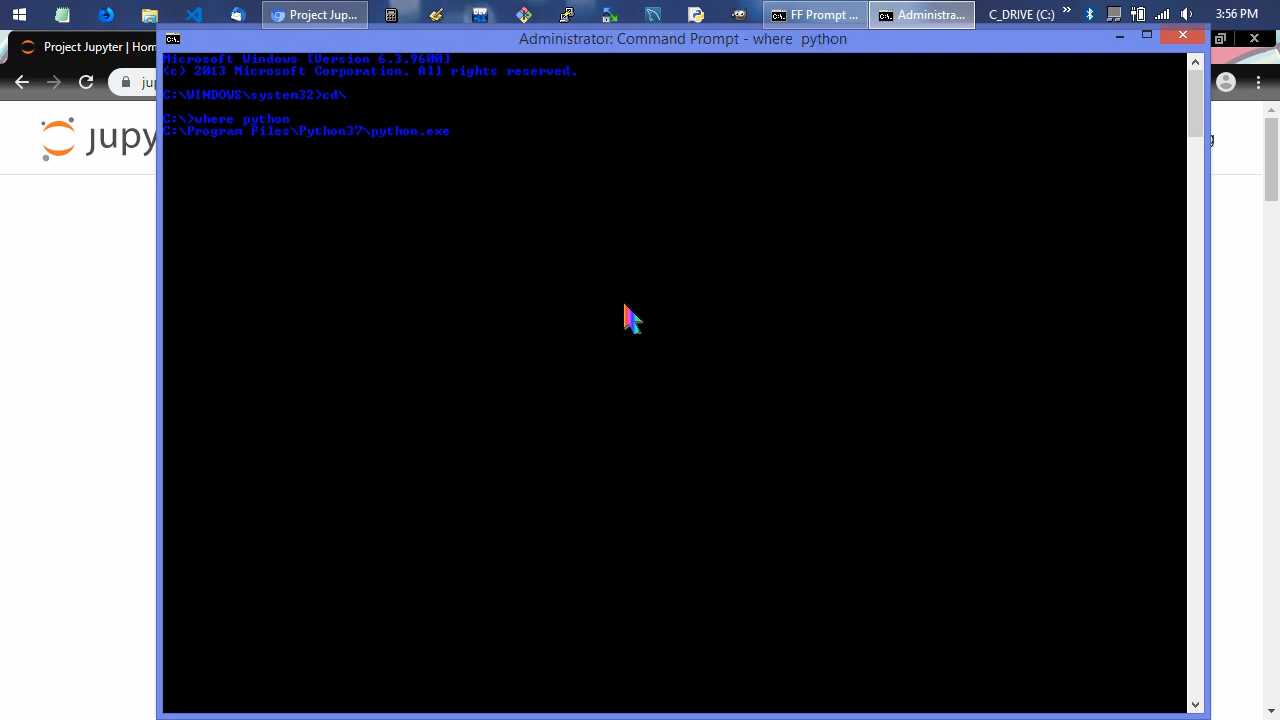 Project Jup...
FF Prompt ...
Administra...
C_DRIVE (C:)
3:56 PM
Project Jupyter | Hom
Administrator: Command Prompt - where  python
jup
jupy
g
Microsoft Windows [Version 6.3.9600]
(c) 2013 Microsoft Corporation. All rights reserved.
C:\WINDOWS\system32>cd\
C:\>where python
C:\Program Files\Python37\python.exe